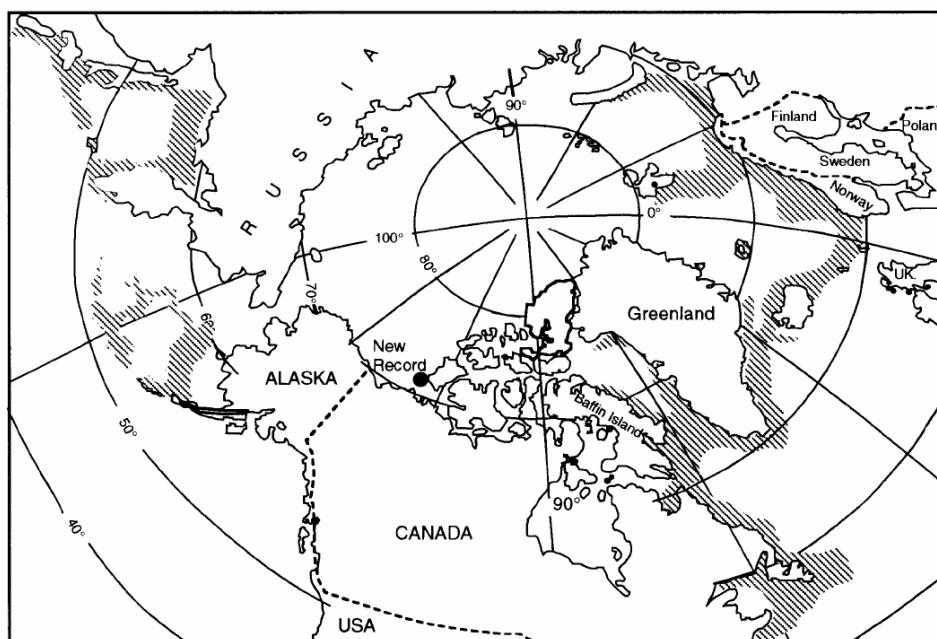 RUSSIA
90°
Finland
Polan
Sweden
Norway
0°
100°
80°
70°
60°
UK.
Greenland
New
Record
ALASKA
Baffin Island
50°
90°
40°
CANADA
USA